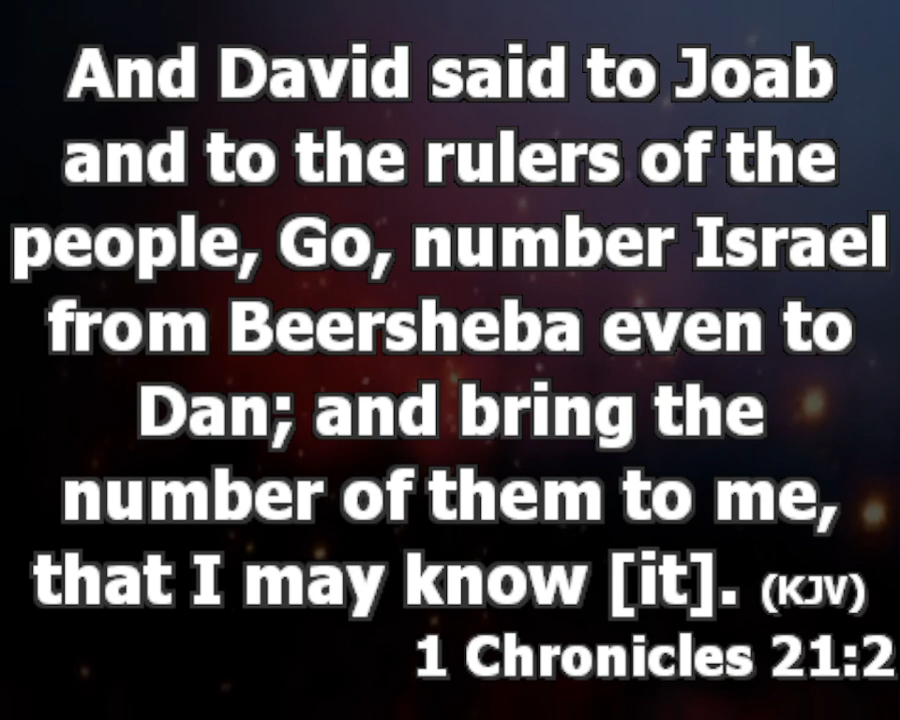 And David said to Joab
and to the rulers of the
people, Go, number Israel
from Beersheba even to
Dan; and bring the
number of them to me,
that I may know [it]. (KJV)
1 Chronicles 21:2